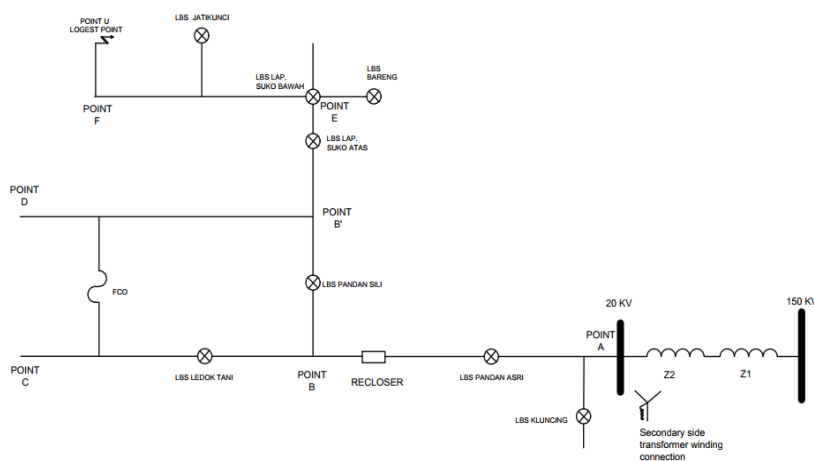 POINT U
LOGEST POINT
LBS JATIKUNCI
LBS LAP.
SUKO BAWAH
LBS
BARENG
POINT
F
POINT
E
LBS LAP.
SUKO ATAS
POINT
D
POINT
B'
FCO
LBS PANDAN SILI
20 KV
150 KV
POINT
A
POINT
C
LBS LEDOK TANI
POINT
B
RECLOSER
LBS PANDAN ASRI
Z2
Z1
LBS KLUNCING
Secondary side
transformer winding
connection